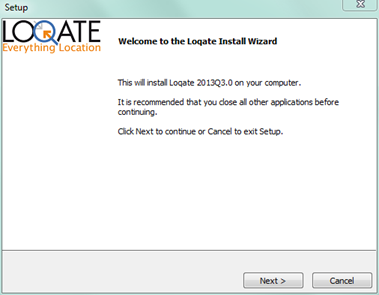 Setup
LOQATE
Everything Location
Welcome to the Loqate Install Wizard
This will install Loqate 2013Q3.0 on your computer.
It is recommended that you close all other applications before
continuing.
Click Next to continue or Cancel to exit Setup.
Next >
Cancel